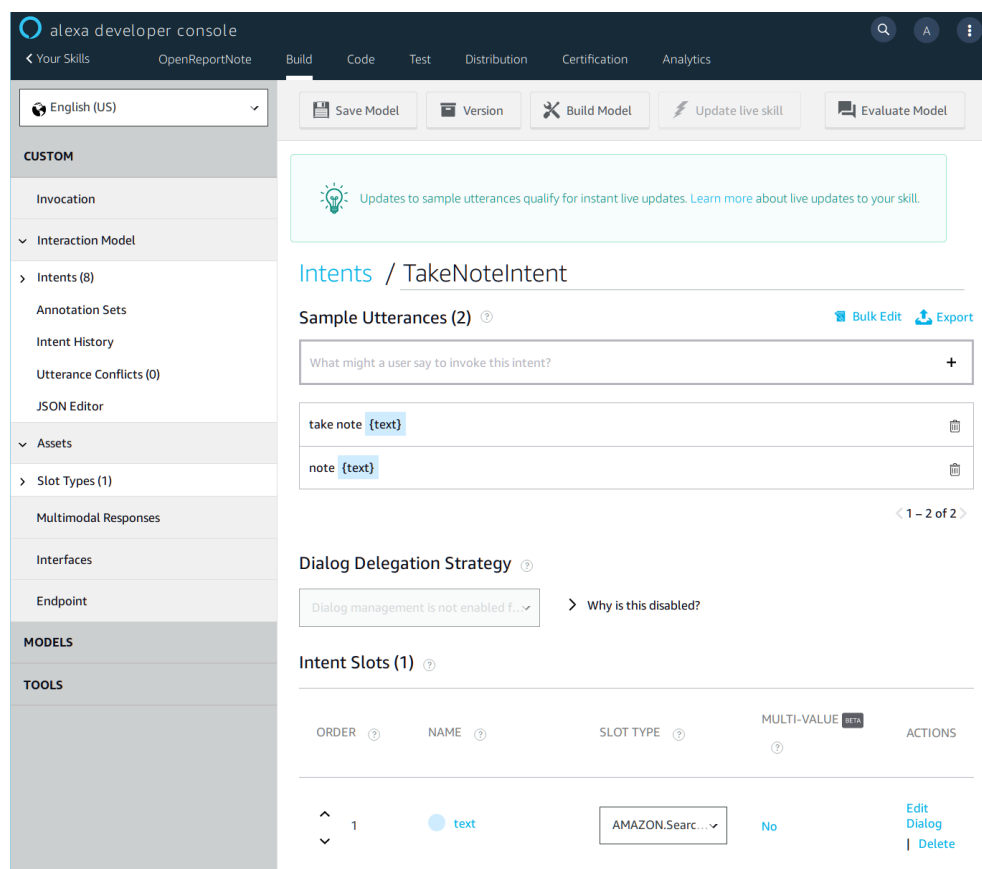 alexa developer console
A
Your Skills
OpenReportNote
Build
Code
Test
Distribution
Certification
Analytics
English (US)
Save Model
Version
Build Model
Update live skill
Evaluate Model
CUSTOM
Invocation
Interaction Model
Intents (8)
Annotation Sets
Intent History
Utterance Conflicts (0)
JSON Editor
Assets
Slot Types (1)
Multimodal Responses
Interfaces
Endpoint
MODELS
TOOLS
Updates to sample utterances qualify for instant live updates. Learn more about live updates to your skill.
Intents / TakeNoteIntent
Sample Utterances (2) ?
Bulk Edit
Export
What might a user say to invoke this intent? +
take note {text}
note {text}
< 1 – 2 of 2 >
Dialog Delegation Strategy ?
Dialog management is not enabled f...
Why is this disabled?
Intent Slots (1) ?
ORDER ?
NAME ?
SLOT TYPE ?
MULTI-VALUE BETA
?
ACTIONS
1
text
AMAZON.Searc...
No
Edit
Dialog
| Delete